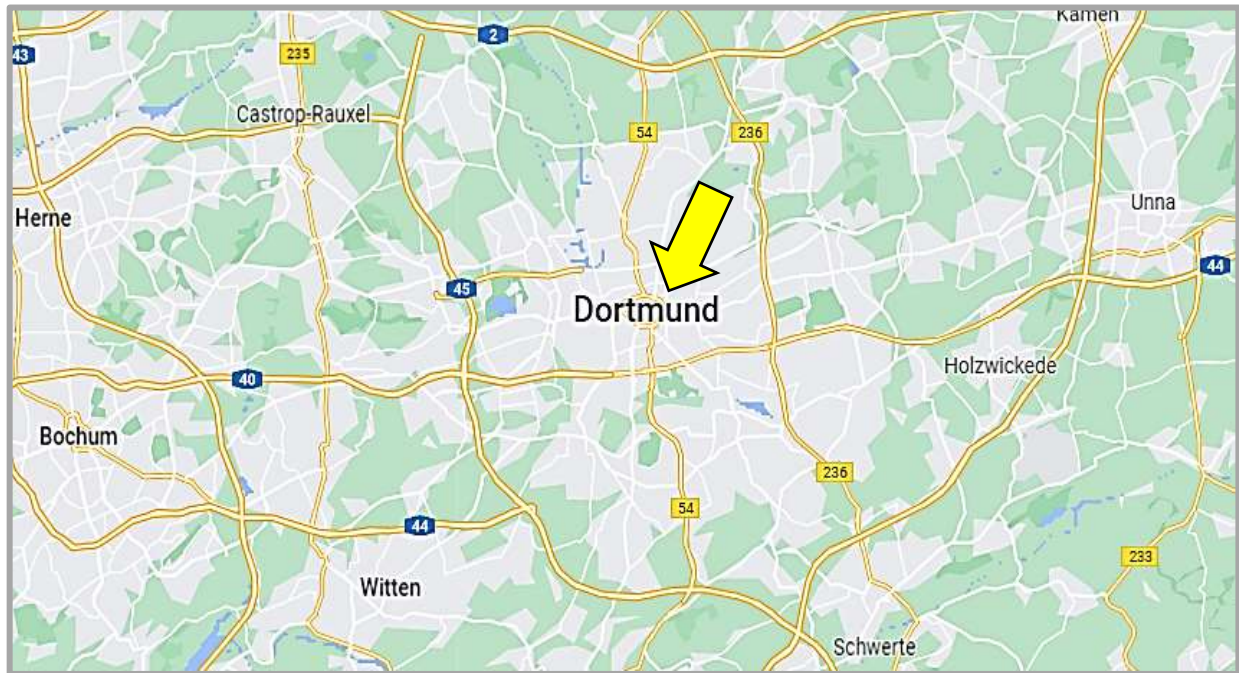 Kamen
2
43
235
Castrop-Rauxel
54
236
Unna
Herne
44
45
Dortmund
Holzwickede
40
Bochum
236
54
44
233
Witten
Schwerte